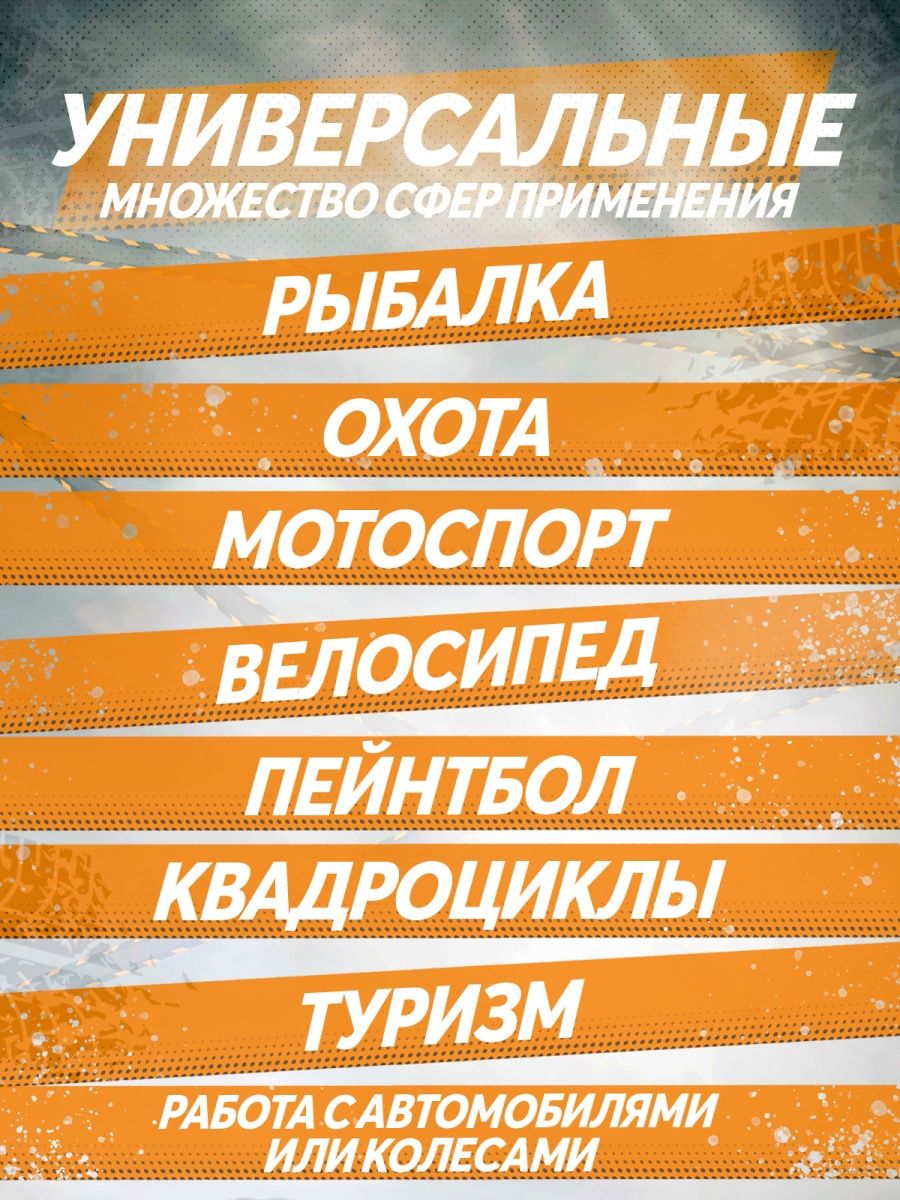 УНИВЕРСАЛЬНЫЕ
МНОЖЕСТВО СФЕР ПРИМЕНЕНИЯ
РЫБАЛКА
ОХОТА
МОТОСПОРТ
ВЕЛОСИПЕД
ПЕЙНТБОЛ
КВАДРОЦИКЛЫ
ТУРИЗМ
РАБОТА С АВТОМОБИЛЯМИ
ИЛИ КОЛЕСАМИ